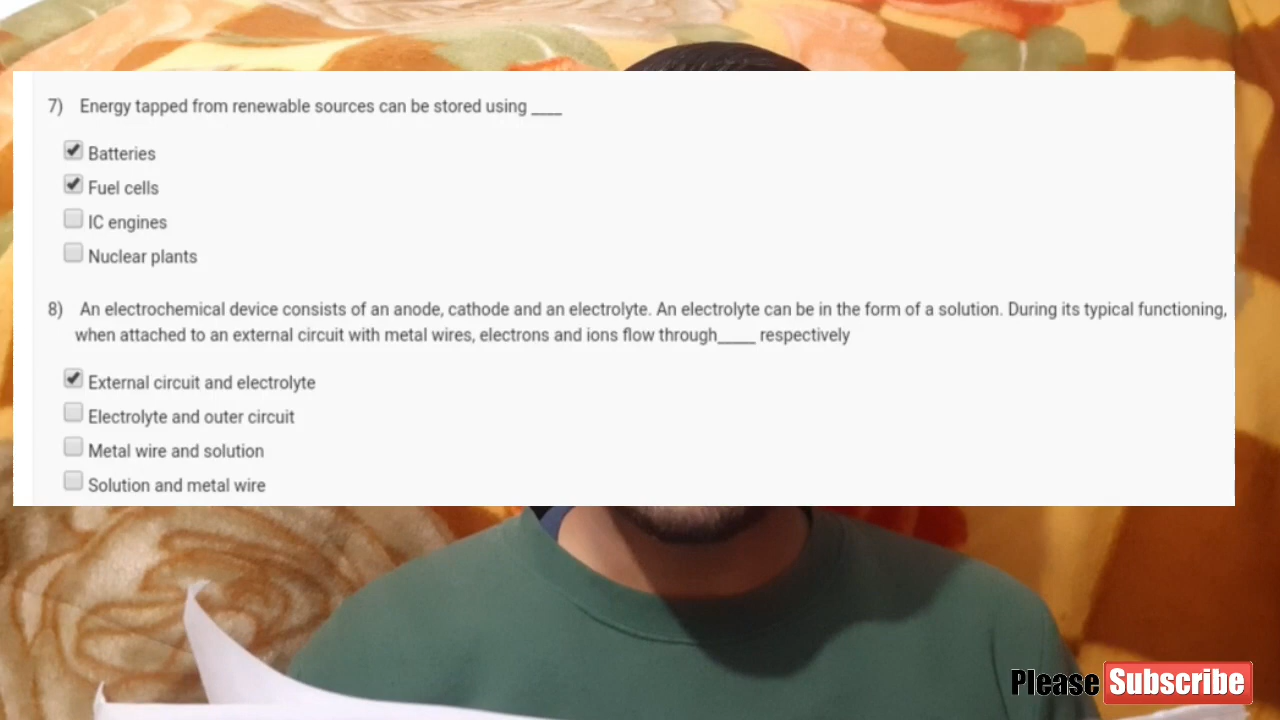 7) Energy tapped from renewable sources can be stored using ____
Batteries
Fuel cells
IC engines
Nuclear plants
8) An electrochemical device consists of an anode, cathode and an electrolyte. An electrolyte can be in the form of a solution. During its typical functioning,
when attached to an external circuit with metal wires, electrons and ions flow through____ respectively
External circuit and electrolyte
Electrolyte and outer circuit
Metal wire and solution
Solution and metal wire
Please Subscribe